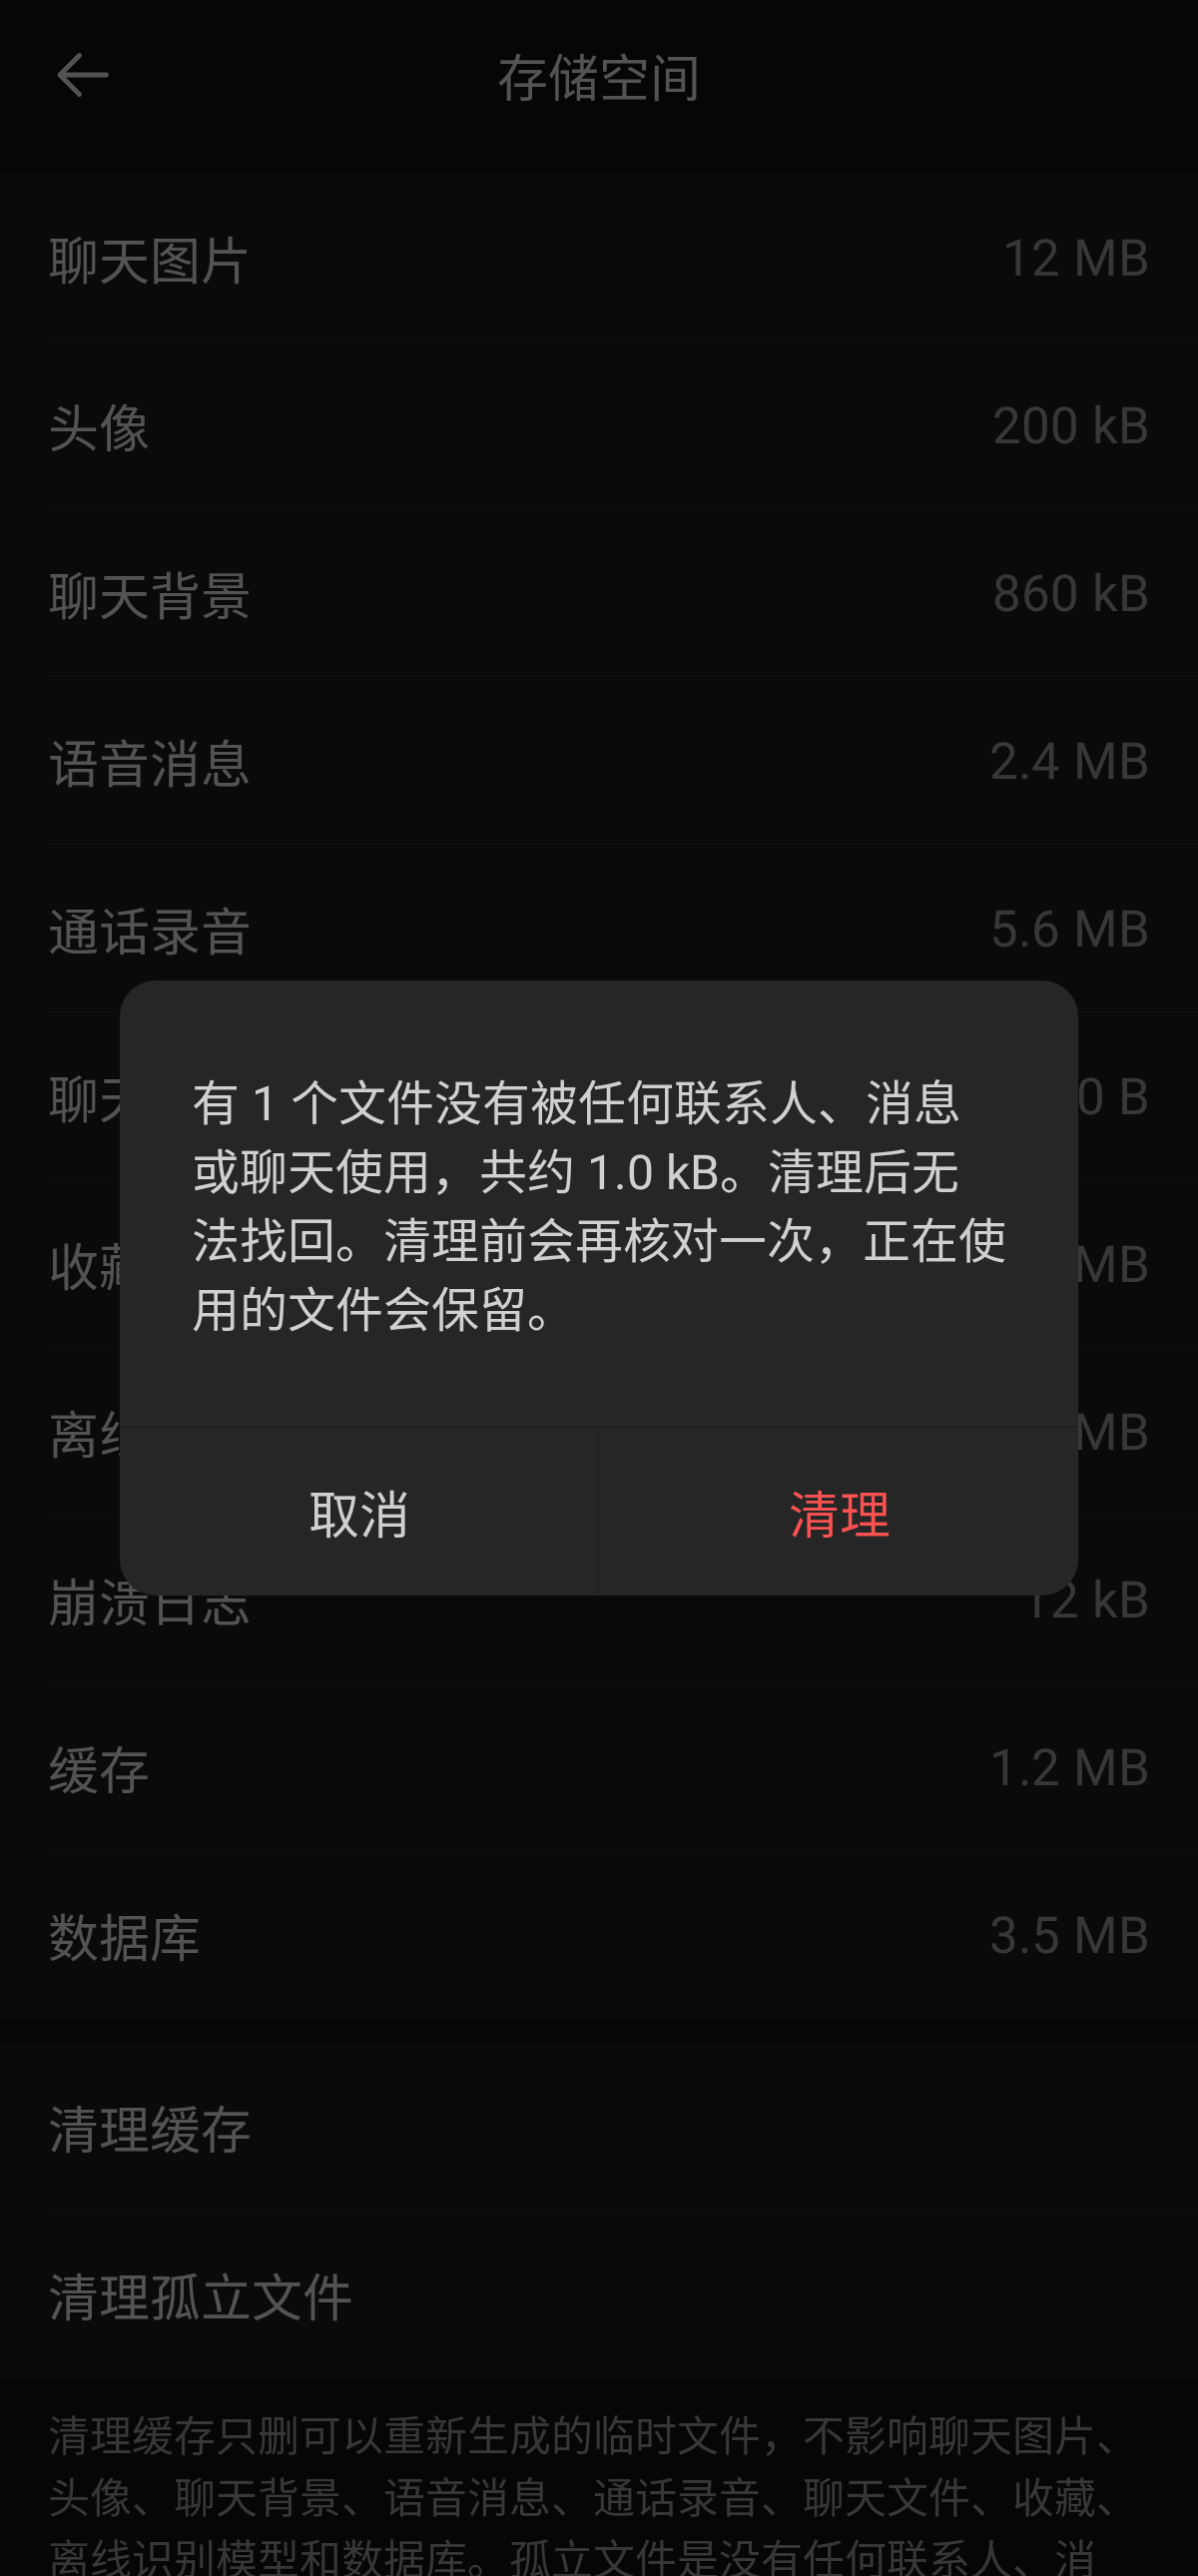 存储空间
聊天图片 12 MB
头像 200 kB
聊天背景 860 kB
语音消息 2.4 MB
通话录音 5.6 MB
聊 0 B
有 1 个文件没有被任何联系人、消息
或聊天使用，共约 1.0 kB。清理后无
法找回。清理前会再核对一次，正在使
用的文件会保留。
收 MB
离 MB
取消 清理
崩溃日志 12 kB
缓存 1.2 MB
数据库 3.5 MB
清理缓存
清理孤立文件
清理缓存只删可以重新生成的临时文件，不影响聊天图片、
头像、聊天背景、语音消息、通话录音、聊天文件、收藏、
离线识别模型和数据库。孤立文件是没有任何联系人、消